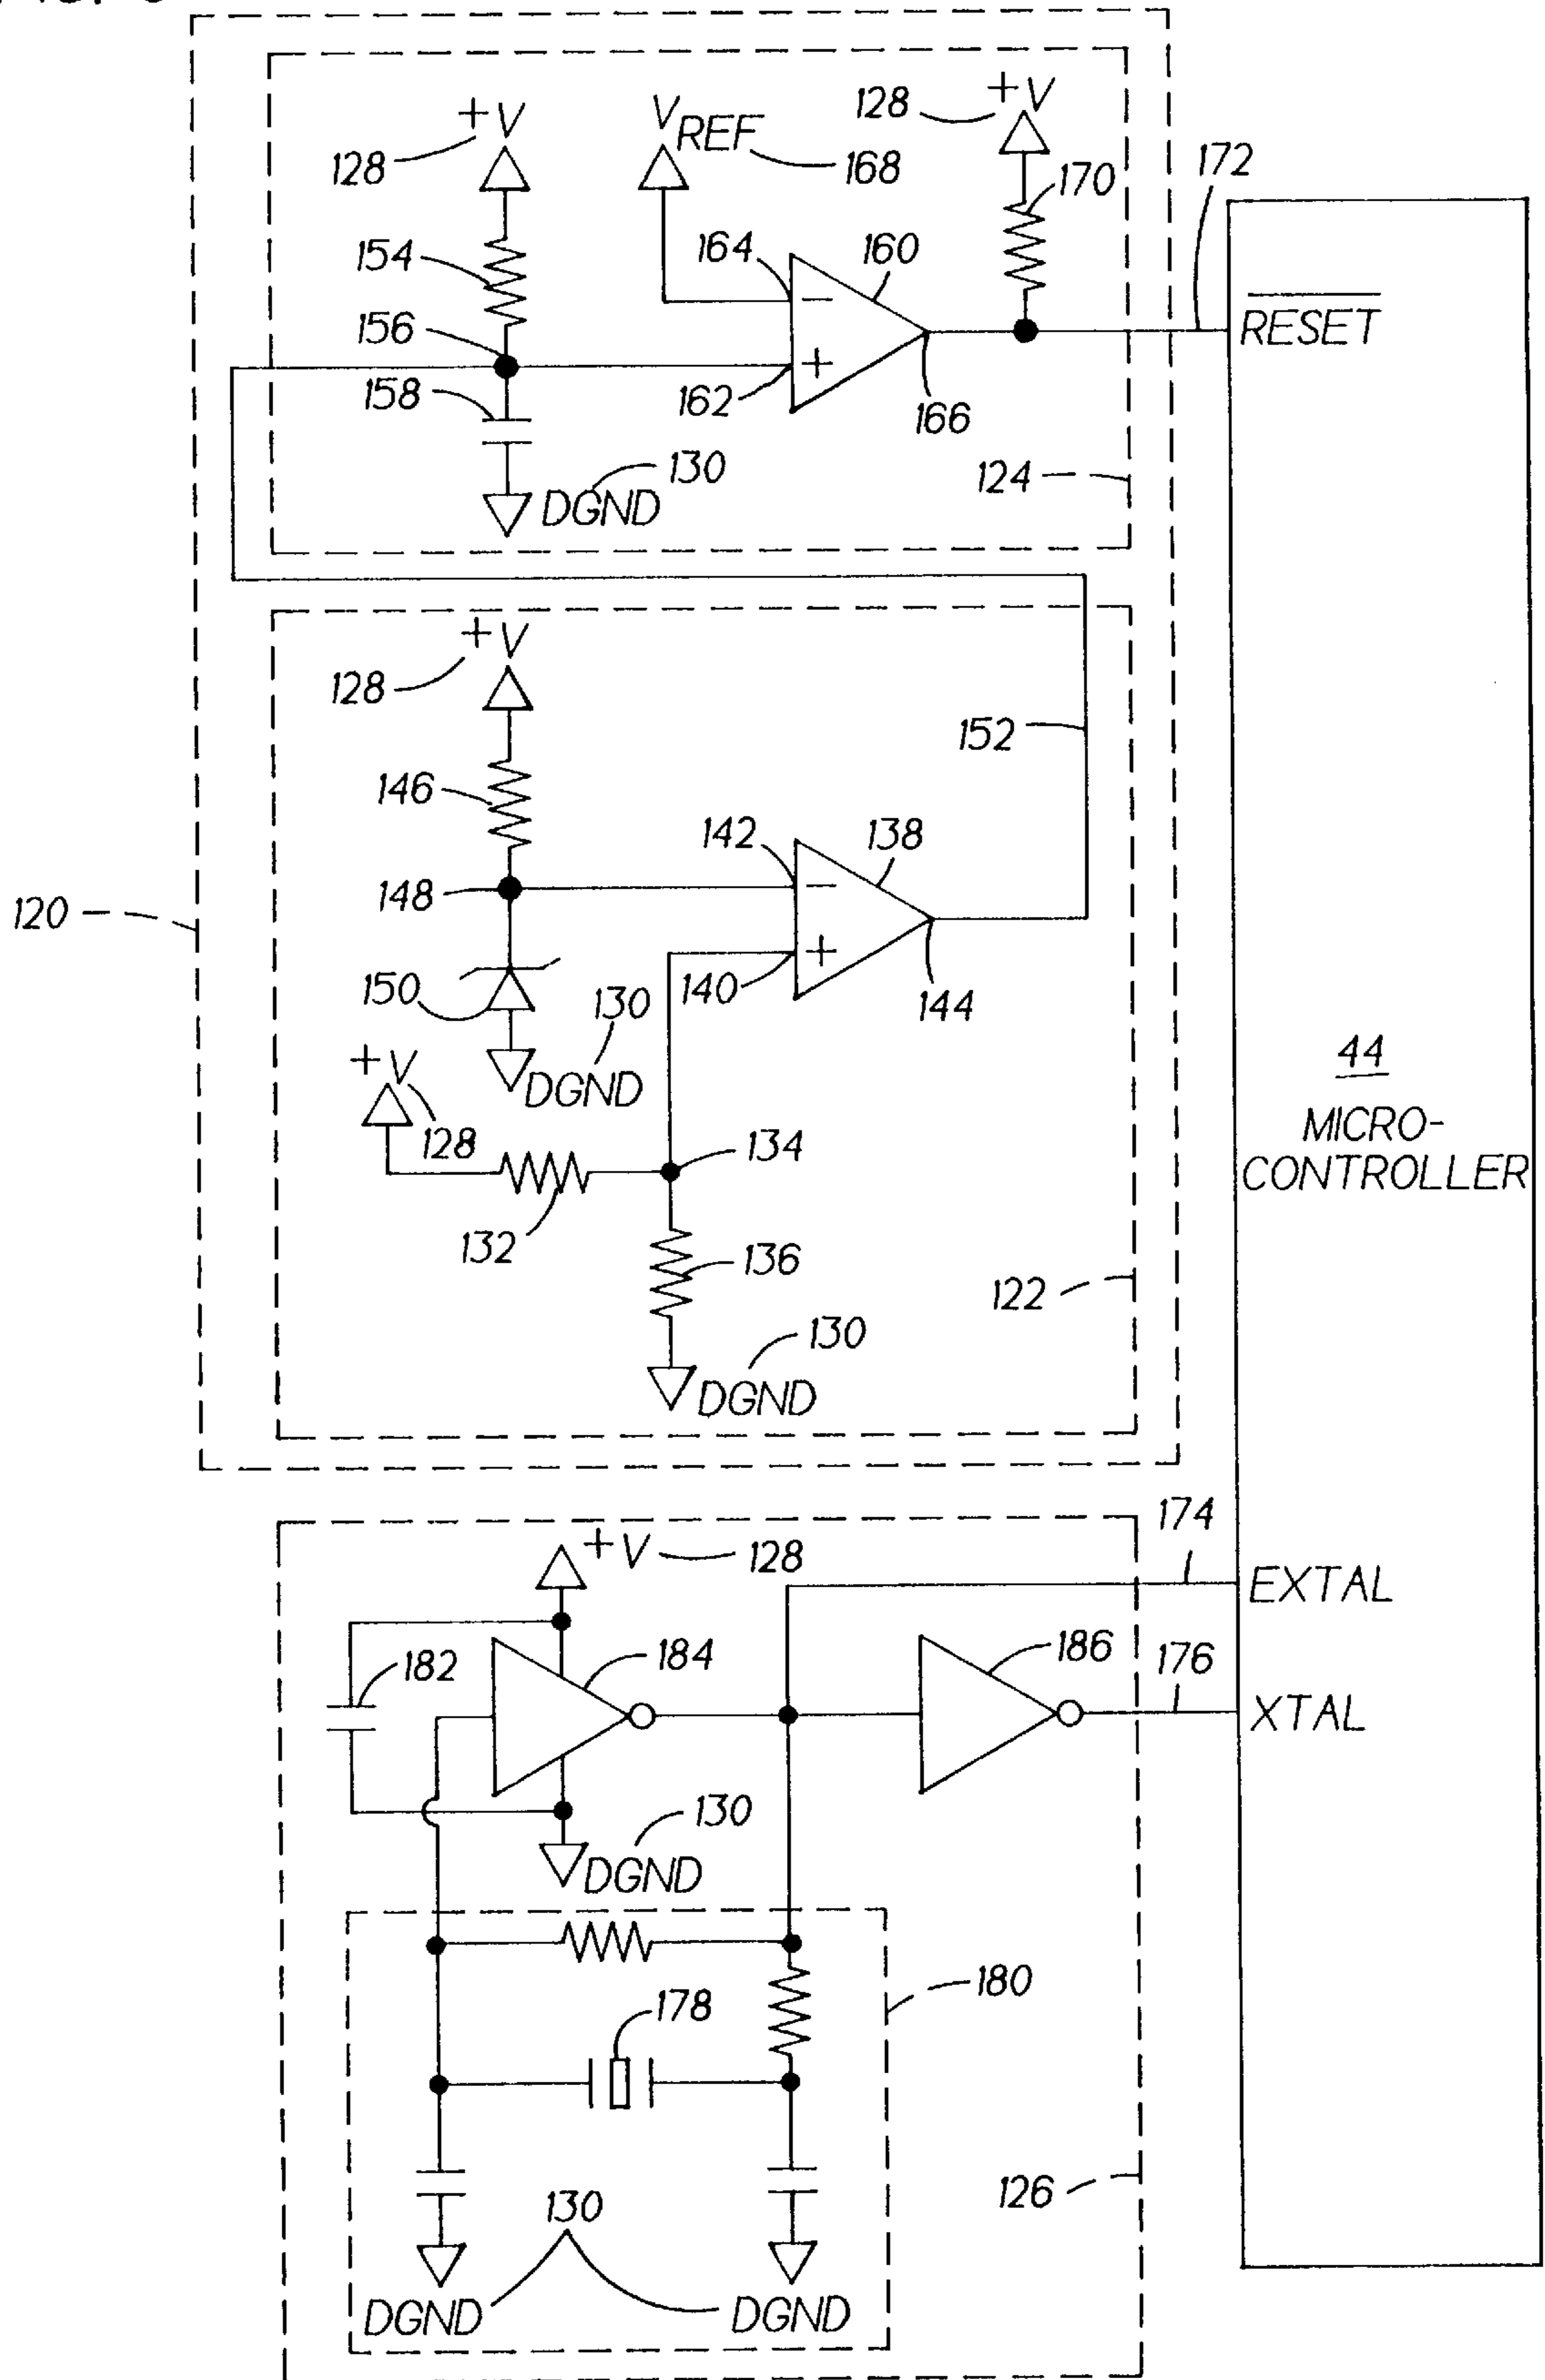 +V
128
V REF
168
128
+V
170
172
154
164
160
RESET
156
158
162
166
130
DGND
124
+V
128
152
146
142
138
148
120
150
140
144
130
DGND
+V
128
44
MICRO-
CONTROLLER
134
132
136
122
130
DGND
174
+V
128
EXTAL
182
184
186
176
XTAL
130
DGND
180
178
126
130
DGND
DGND